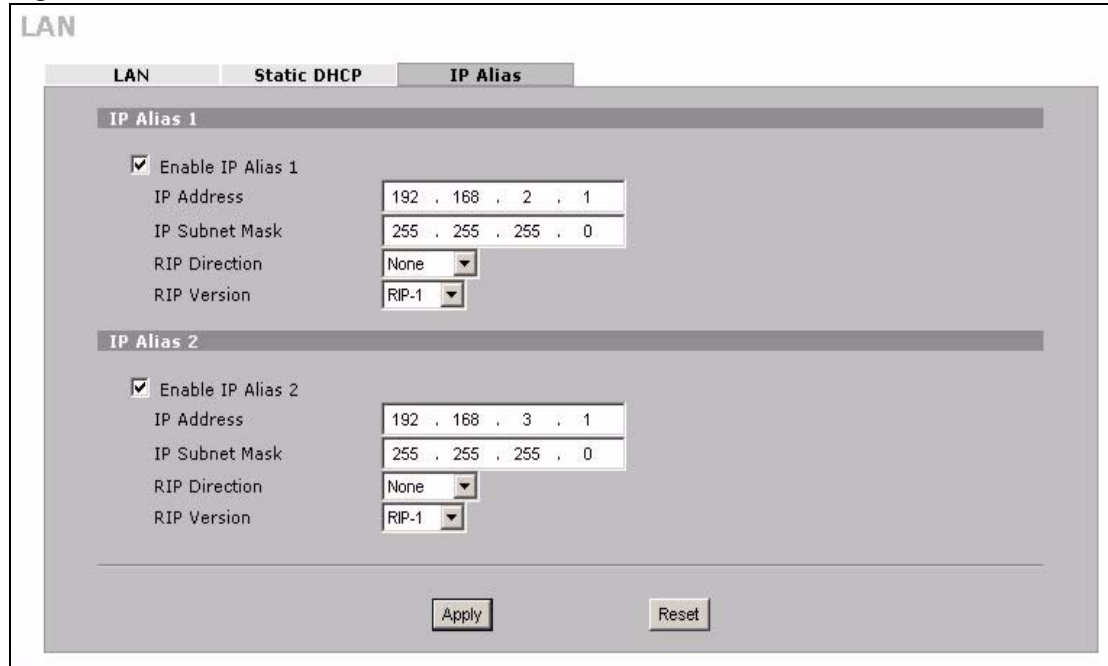 LAN
LAN Static DHCP IP Alias
IP Alias 1
Enable IP Alias 1
IP Address 192 . 168 . 2 . 1
IP Subnet Mask 255 . 255 . 255 . 0
RIP Direction None
RIP Version RIP-1
IP Alias 2
Enable IP Alias 2
IP Address 192 . 168 . 3 . 1
IP Subnet Mask 255 . 255 . 255 . 0
RIP Direction None
RIP Version RIP-1
Apply Reset